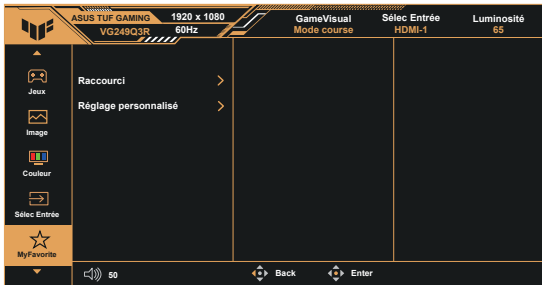 ASUS TUF GAMING 1920 x 1080 GameVisual Sélec Entrée Luminosité
VG249Q3R 60Hz Mode course HDMI-1 65
Jeux
Raccourci
Réglage personnalisé
Image
Couleur
Sélec Entrée
MyFavorite
50 Back Enter